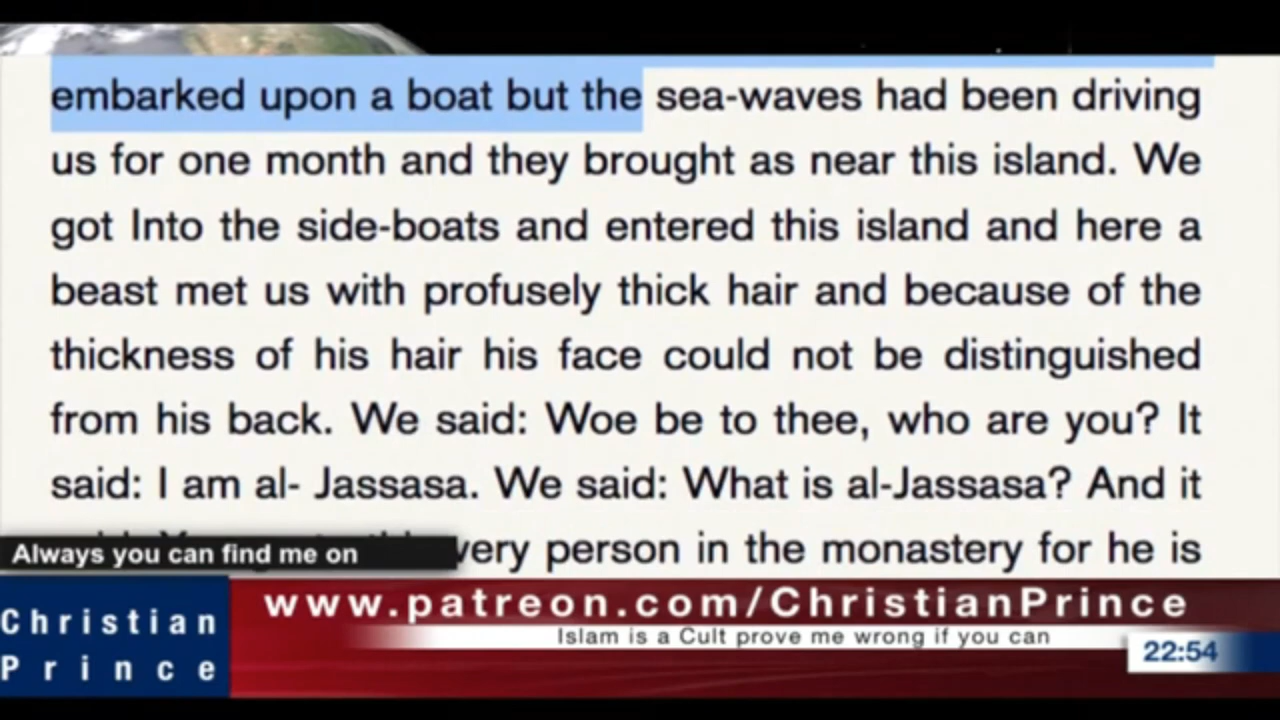 embarked upon a boat but the sea-waves had been driving
us for one month and they brought as near this island. We
got Into the side-boats and entered this island and here a
beast met us with profusely thick hair and because of the
thickness of his hair his face could not be distinguished
from his back. We said: Woe be to thee, who are you? It
said: I am al- Jassasa. We said: What is al-Jassasa? And it
very person in the monastery for he is
Always you can find me on
www.patreon.com/ChristianPrince
Islam is a Cult prove me wrong if you can
Christian
Prince
22:54